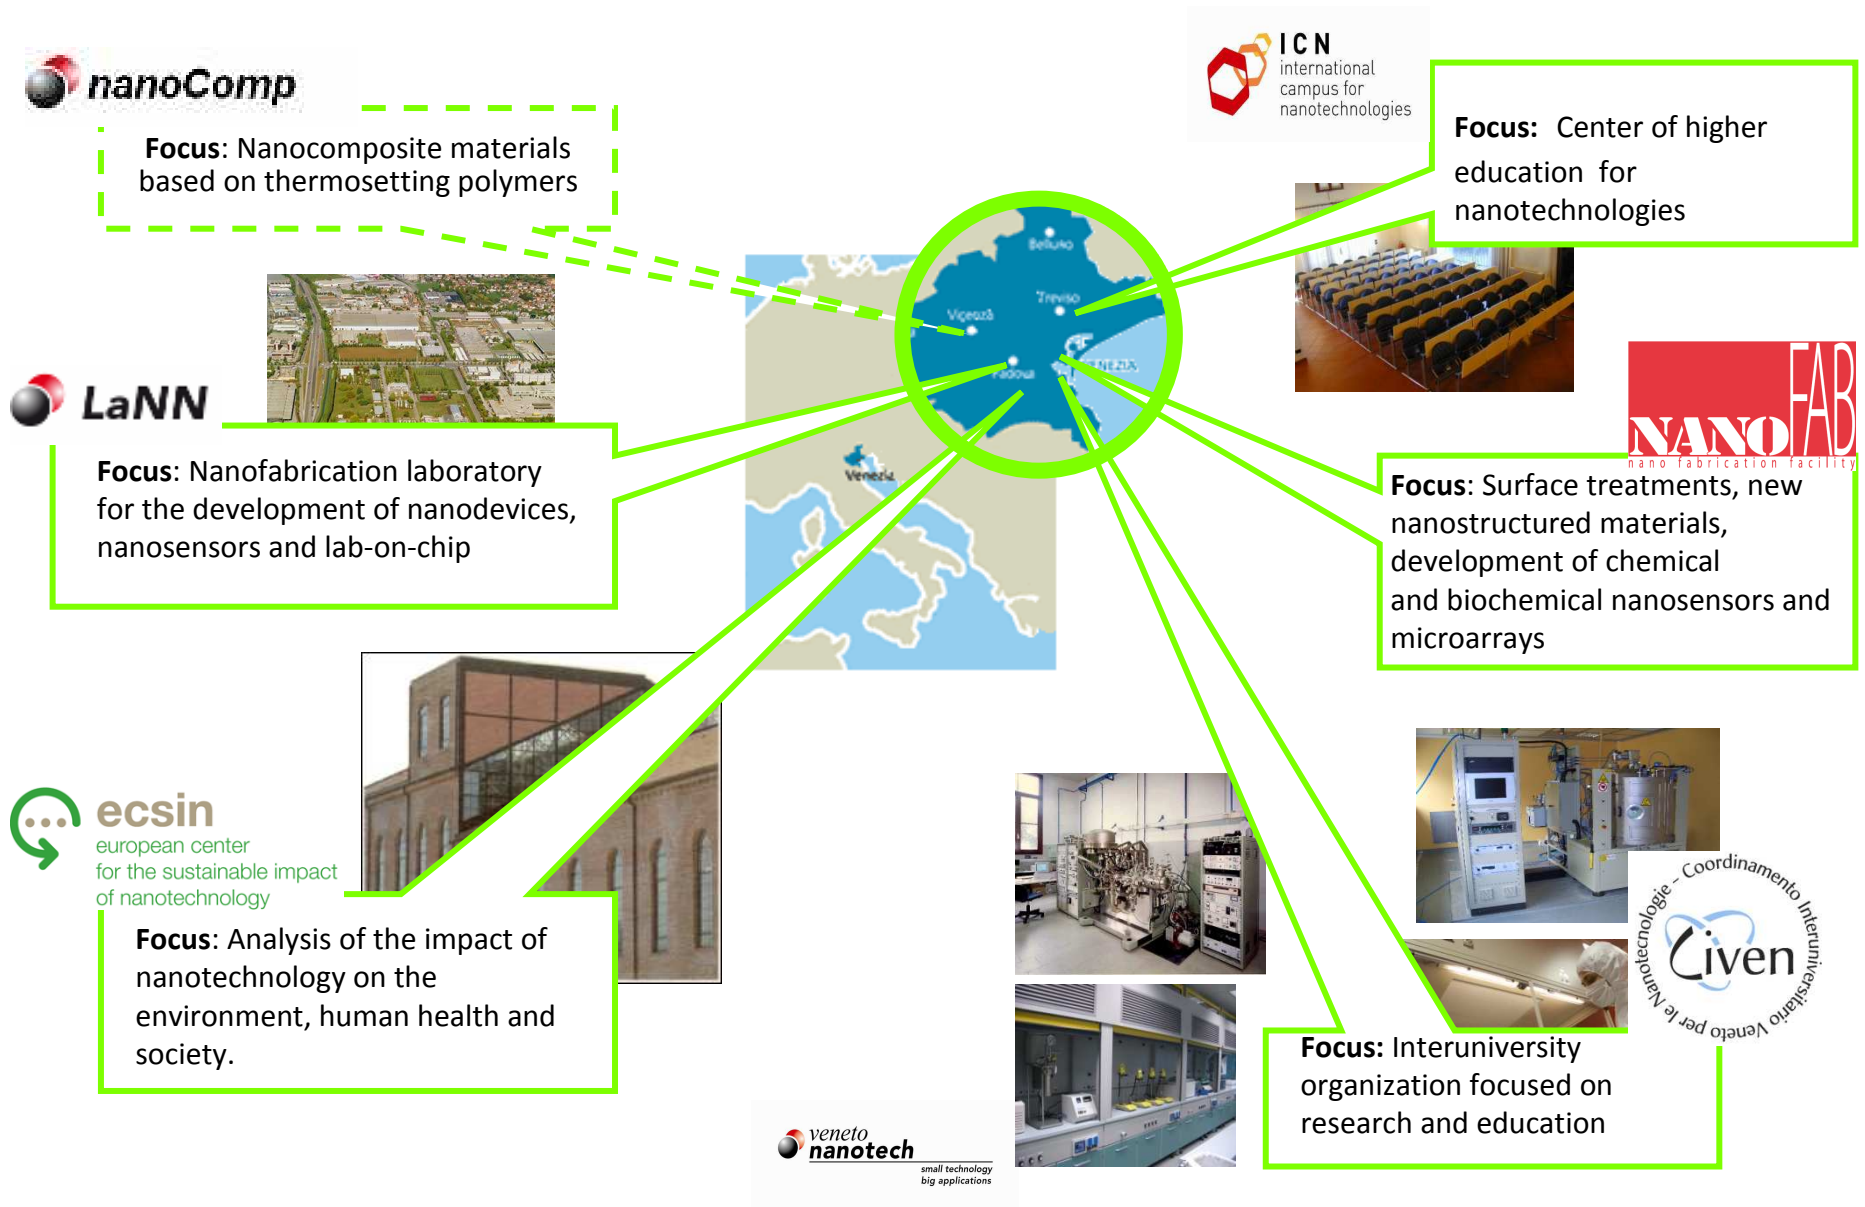 nanoComp
Focus: Nanocomposite materials
based on thermosetting polymers
ICN
international
campus for
nanotechnologies
Focus: Center of higher
education for
nanotechnologies
Belluno
Treviso
Vicenza
VENEZIA
Padova
Venezia
LaNN
Focus: Nanofabrication laboratory
for the development of nanodevices,
nanosensors and lab-on-chip
NANOFAB
nano fabrication facility
Focus: Surface treatments, new
nanostructured materials,
development of chemical
and biochemical nanosensors and
microarrays
ecsin
european center
for the sustainable impact
of nanotechnology
Focus: Analysis of the impact of
nanotechnology on the
environment, human health and
society.
Civen
Coordinamento Interuniversitario Veneto per le Nanotecnologie -
Focus: Interuniversity
organization focused on
research and education
veneto
nanotech
small technology
big applications